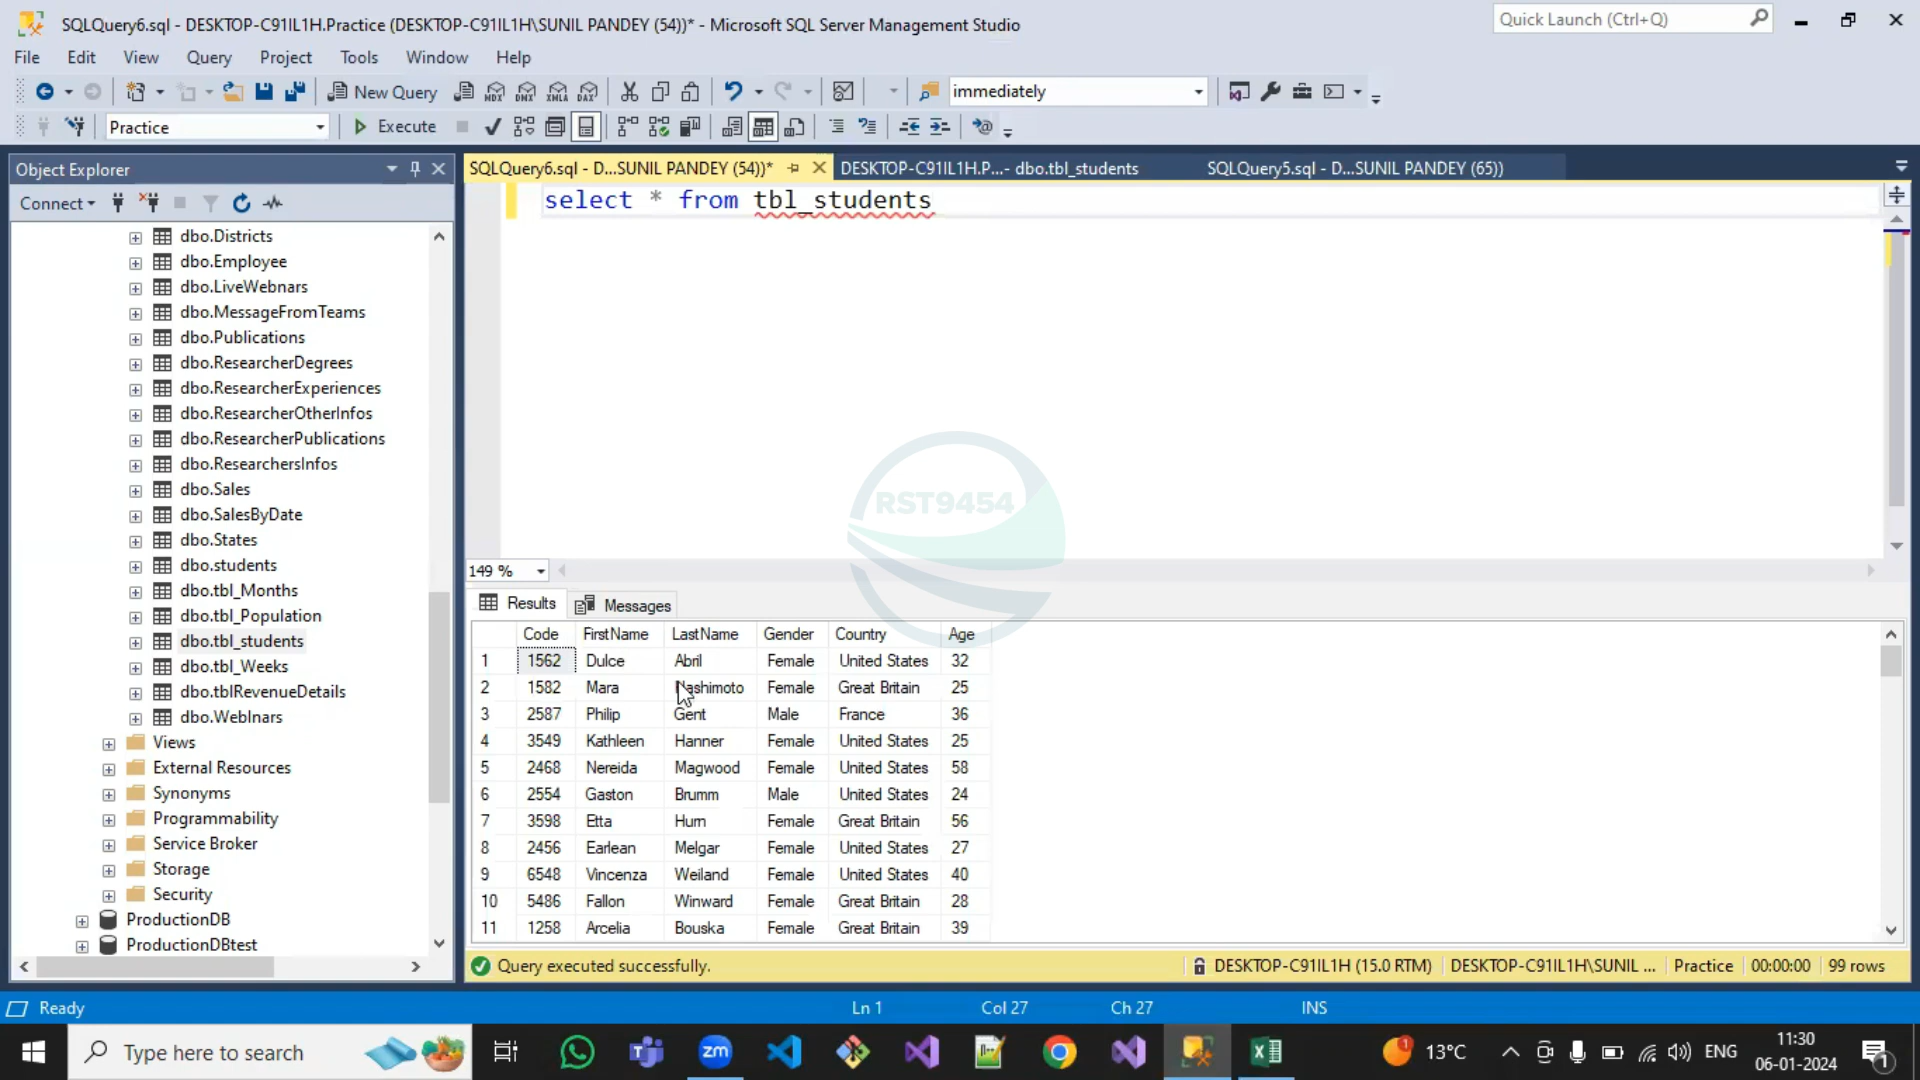 SQLQuery6.sql - DESKTOP-C91IL1H.Practice (DESKTOP-C91IL1H\SUNIL PANDEY (54))* - Microsoft SQL Server Management Studio
Quick Launch (Ctrl+Q)
File Edit View Query Project Tools Window Help
New Query MDX DMX XMLA DAX immediately
Practice Execute
Object Explorer
SQLQuery6.sql - D...SUNIL PANDEY (54))* DESKTOP-C91IL1H.P...- dbo.tbl_students SQLQuery5.sql - D...SUNIL PANDEY (65))
Connect
select * from tbl_students
dbo.Districts
dbo.Employee
dbo.LiveWebnars
dbo.MessageFromTeams
dbo.Publications
dbo.ResearcherDegrees
dbo.ResearcherExperiences
dbo.ResearcherOtherInfos
dbo.ResearcherPublications
dbo.ResearchersInfos
dbo.Sales
dbo.SalesByDate
dbo.States
dbo.students
dbo.tbl_Months
dbo.tbl_Population
dbo.tbl_students
dbo.tbl_Weeks
dbo.tblRevenueDetails
dbo.WebInars
Views
External Resources
Synonyms
Programmability
Service Broker
Storage
Security
ProductionDB
ProductionDBtest
RST9454
149 %
Results Messages
Code FirstName LastName Gender Country Age
1 1562 Dulce Abril Female United States 32
2 1582 Mara Hashimoto Female Great Britain 25
3 2587 Philip Gent Male France 36
4 3549 Kathleen Hanner Female United States 25
5 2468 Nereida Magwood Female United States 58
6 2554 Gaston Brumm Male United States 24
7 3598 Etta Hurn Female Great Britain 56
8 2456 Earlean Melgar Female United States 27
9 6548 Vincenza Weiland Female United States 40
10 5486 Fallon Winward Female Great Britain 28
11 1258 Arcelia Bouska Female Great Britain 39
Query executed successfully. DESKTOP-C91IL1H (15.0 RTM) DESKTOP-C91IL1H\SUNIL ... Practice 00:00:00 99 rows
Ready Ln 1 Col 27 Ch 27 INS
Type here to search zm 13°C ENG 11:30
06-01-2024 1